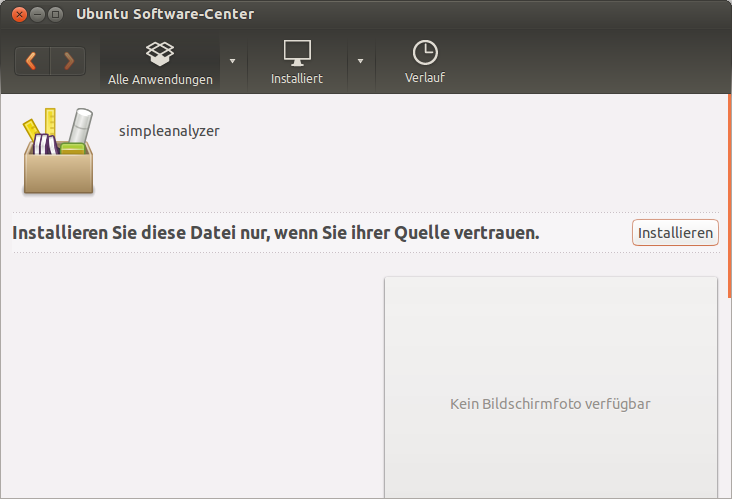 Ubuntu Software-Center
Alle Anwendungen
Installiert
Verlauf
simpleanalyzer
Installieren Sie diese Datei nur, wenn Sie ihrer Quelle vertrauen.
Installieren
Kein Bildschirmfoto verfügbar